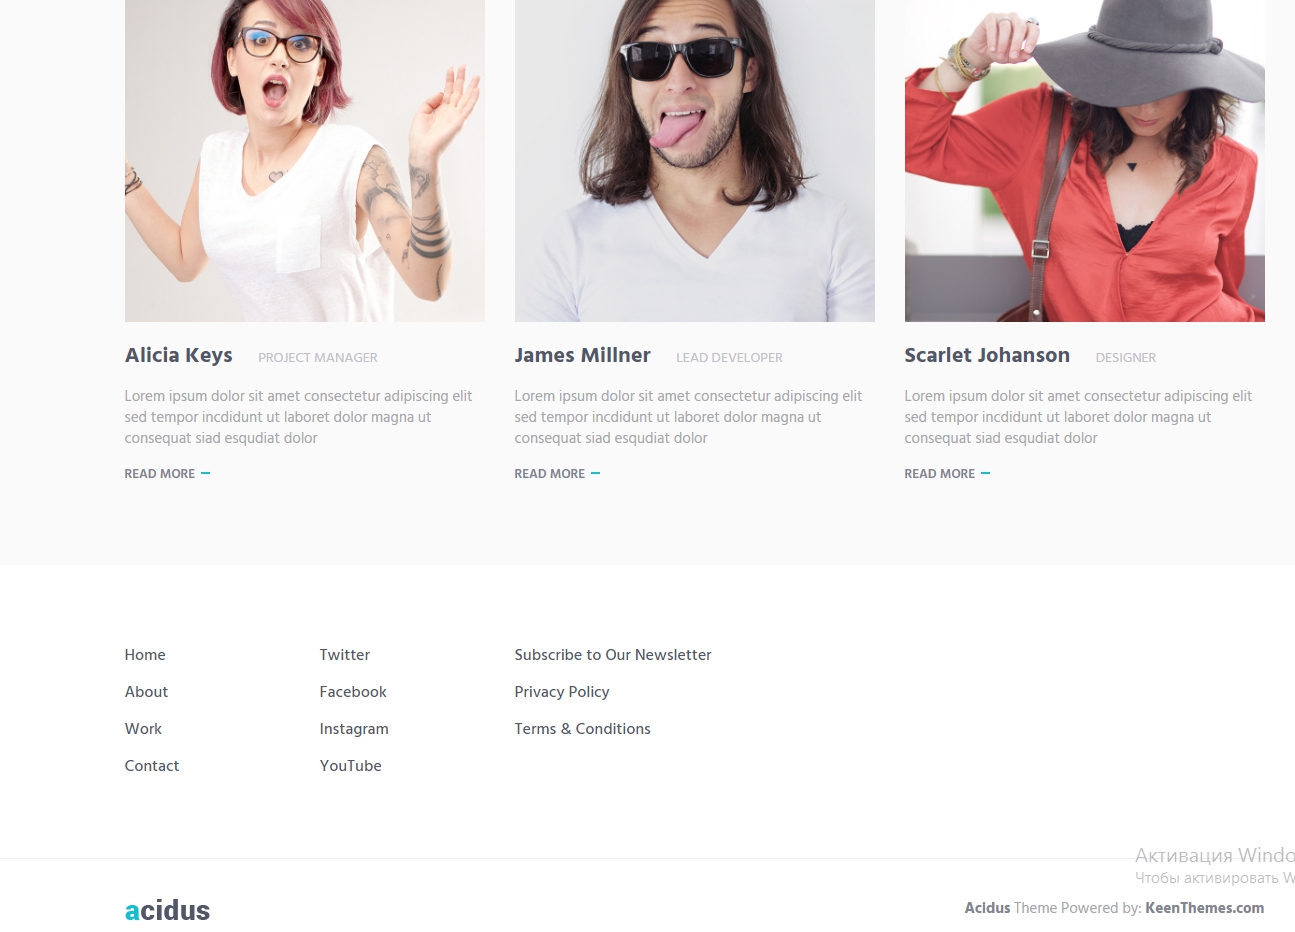 Alicia Keys PROJECT MANAGER
Lorem ipsum dolor sit amet consectetur adipiscing elit
sed tempor incdidunt ut laboret dolor magna ut
consequat siad esqudiat dolor
READ MORE
James Millner LEAD DEVELOPER
Lorem ipsum dolor sit amet consectetur adipiscing elit
sed tempor incdidunt ut laboret dolor magna ut
consequat siad esqudiat dolor
READ MORE
Scarlet Johanson DESIGNER
Lorem ipsum dolor sit amet consectetur adipiscing elit
sed tempor incdidunt ut laboret dolor magna ut
consequat siad esqudiat dolor
READ MORE
Home
About
Work
Contact
Twitter
Facebook
Instagram
YouTube
Subscribe to Our Newsletter
Privacy Policy
Terms & Conditions
Активация Windo
Чтобы активировать W
acidus
Acidus Theme Powered by: KeenThemes.com